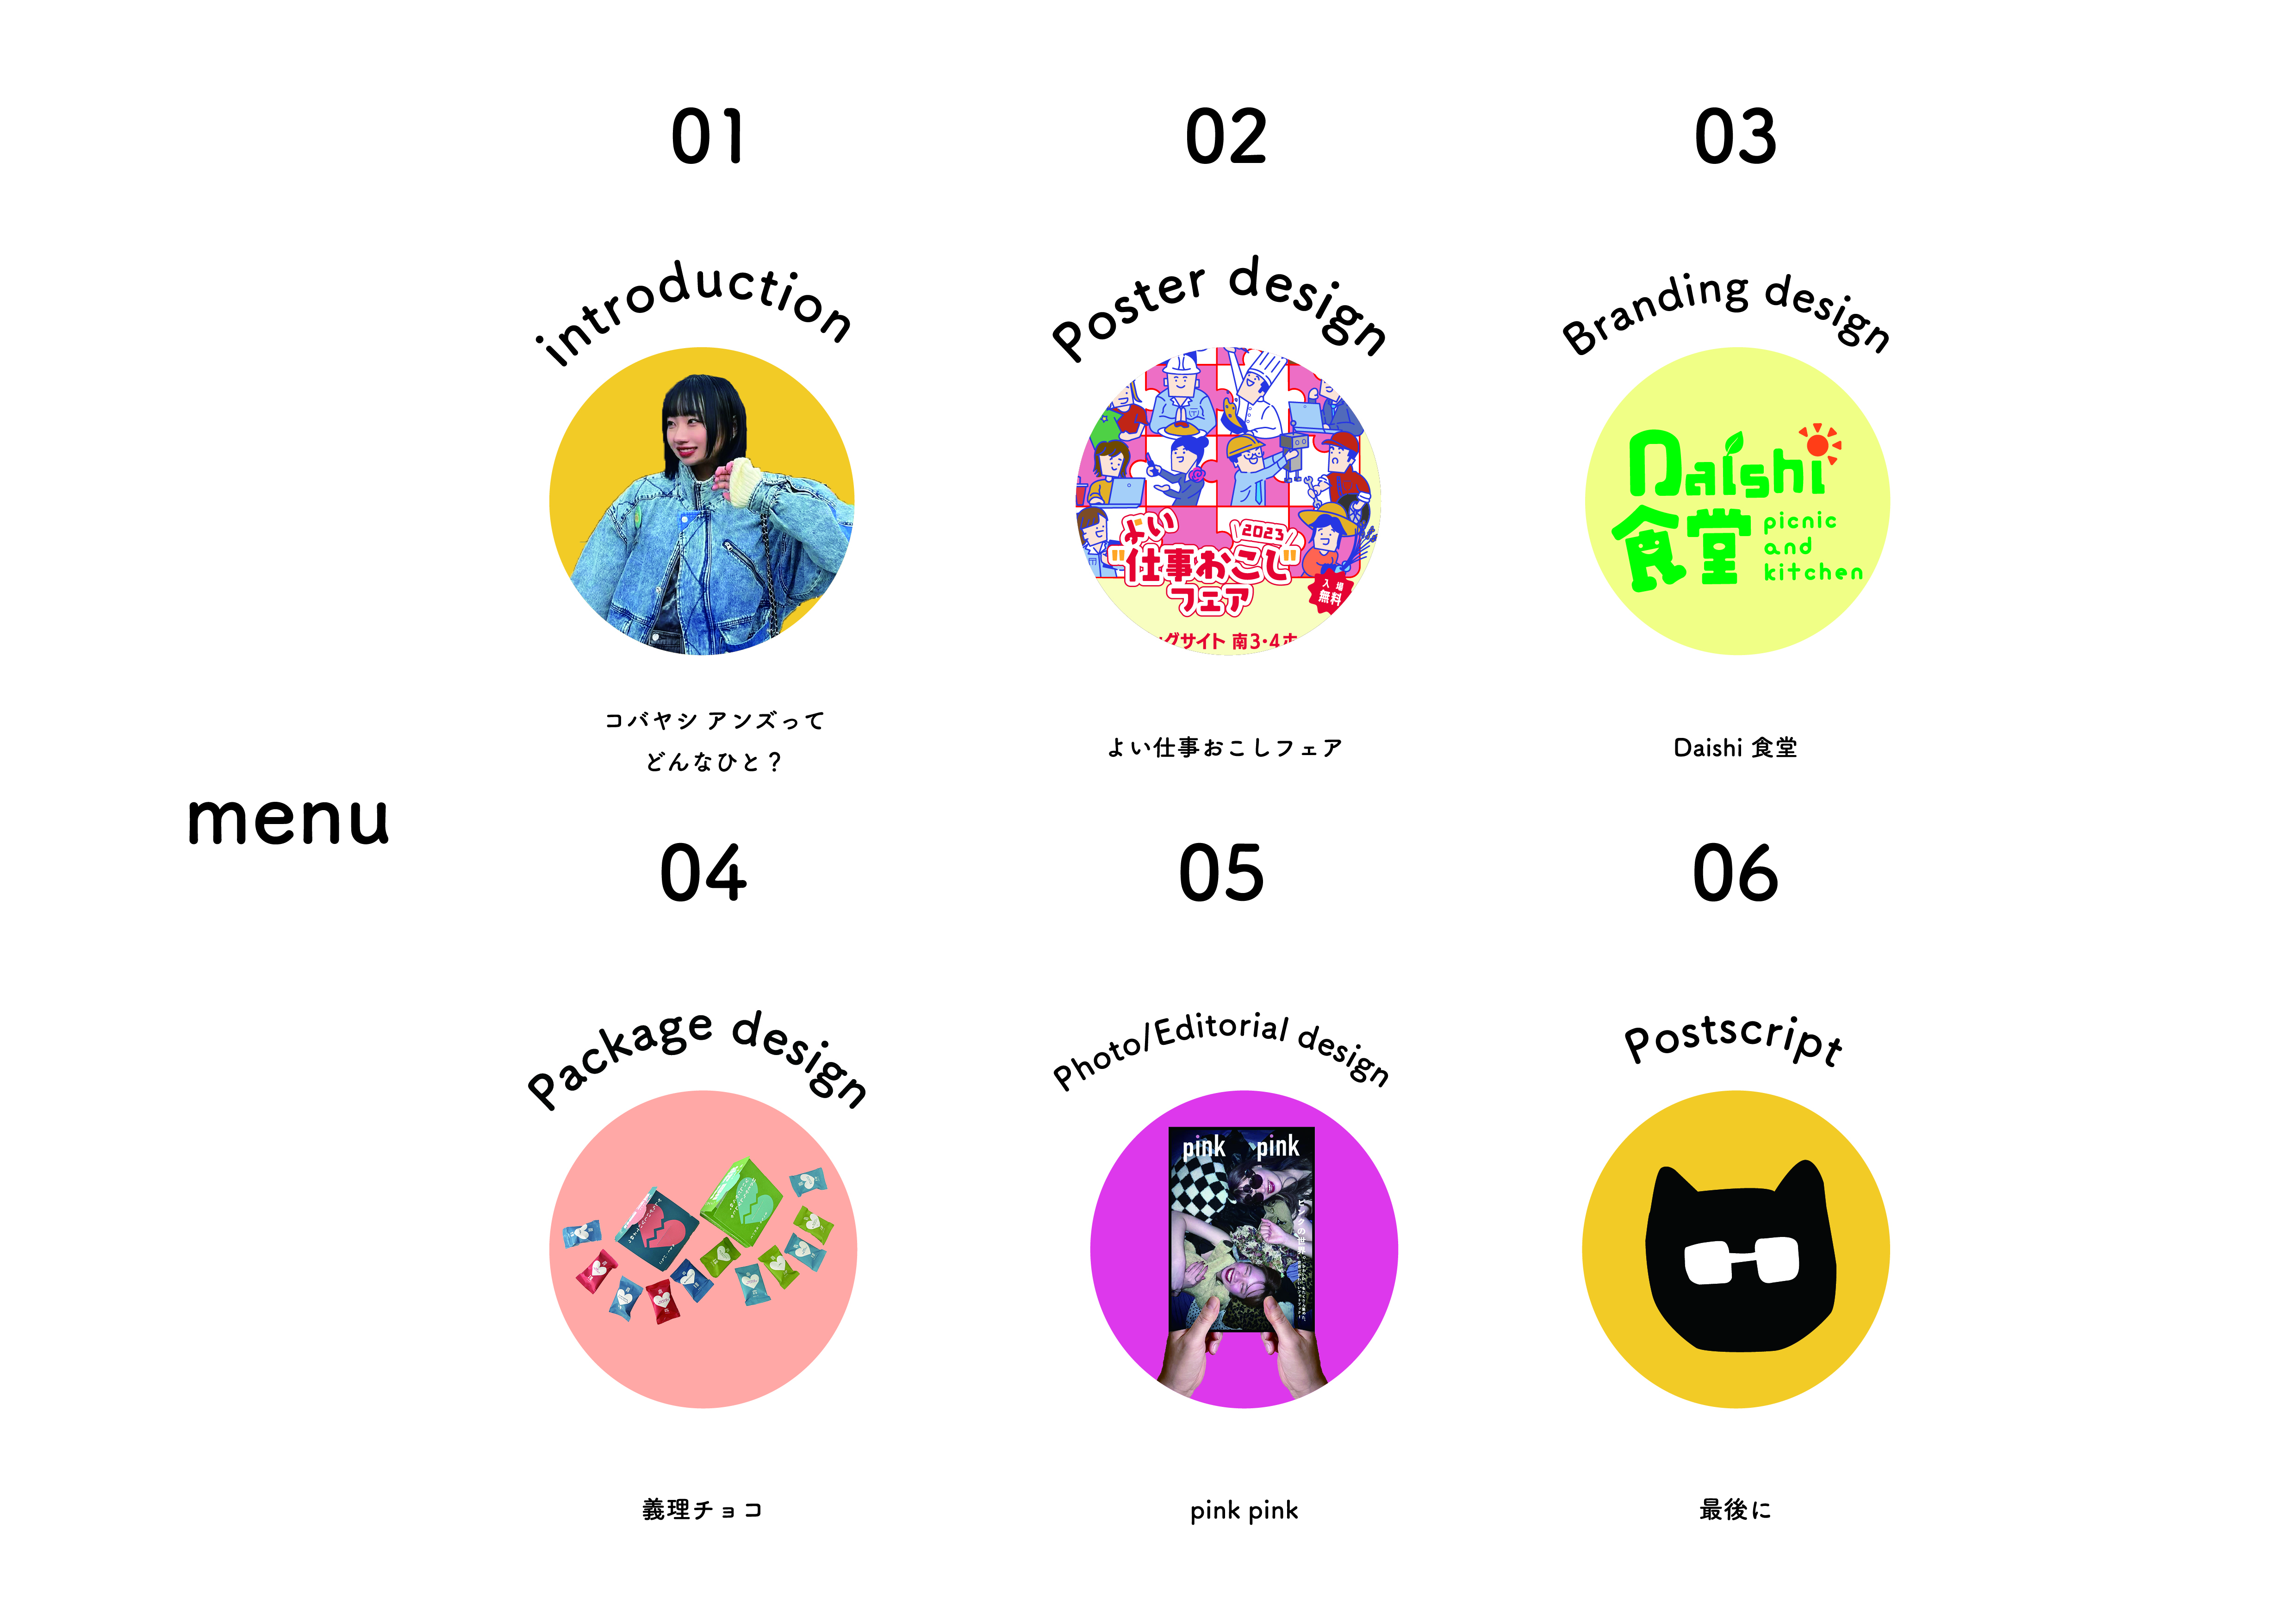 menu
01
introduction
コバヤシ アンズって
どんなひと？
02
Poster design
よい
2023
"仕事おこし"
フェア
入場
無料
グサイト 南3・4ホ
よい仕事おこしフェア
03
Branding design
Daishi
食堂
picnic
and
kitchen
Daishi 食堂
04
Package design
義理チョコ
05
Photo/Editorial design
pink pink
pink pink
06
Postscript
最後に